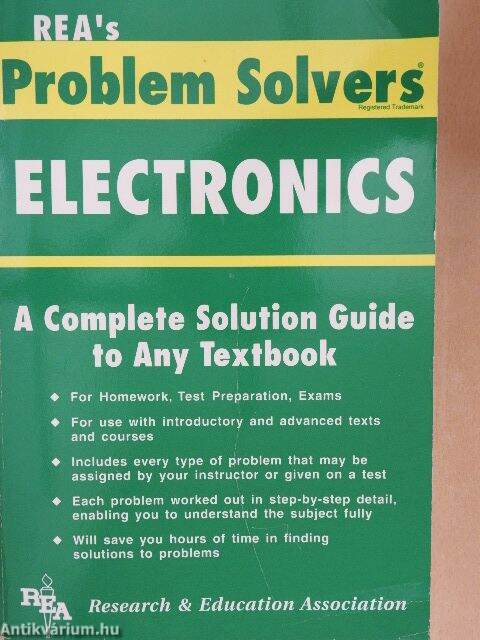 REA's
Problem Solvers®
Registered Trademark
ELECTRONICS
A Complete Solution Guide
to Any Textbook
◆ For Homework, Test Preparation, Exams
◆ For use with introductory and advanced texts
and courses
◆ Includes every type of problem that may be
assigned by your instructor or given on a test
◆ Each problem worked out in step-by-step detail,
enabling you to understand the subject fully
◆ Will save you hours of time in finding
solutions to problems
REA Research & Education Association
Antikvárium.hu